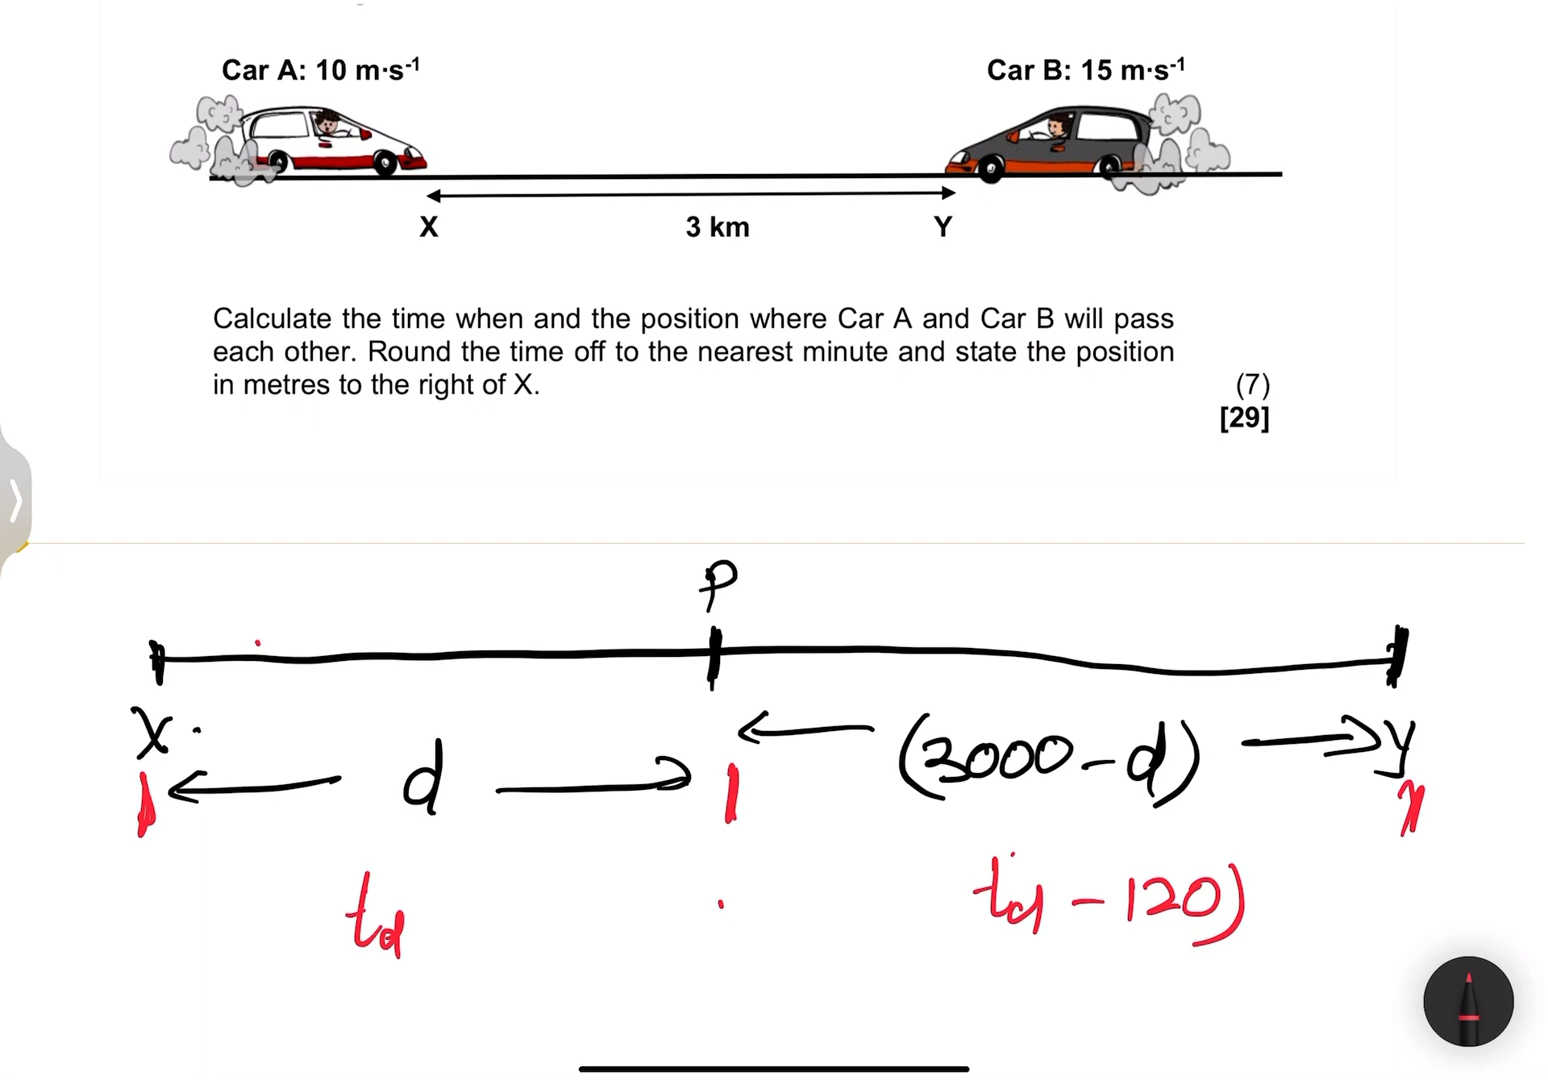 Car A: 10 m·s⁻¹
Car B: 15 m·s⁻¹
X
3 km
Y
Calculate the time when and the position where Car A and Car B will pass
each other. Round the time off to the nearest minute and state the position
in metres to the right of X.
(7)
[29]
P
X
d
(3000-d)
y
td
td - 120)